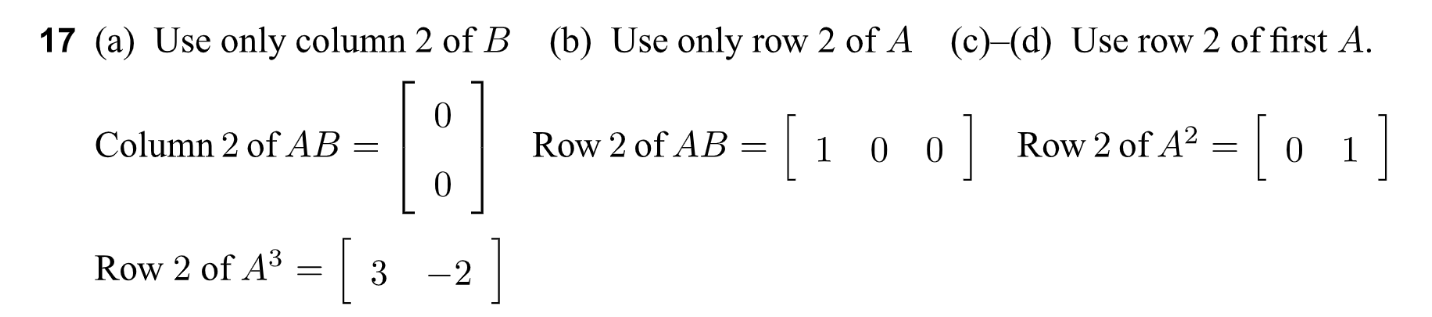 17 (a) Use only column 2 of B (b) Use only row 2 of A (c)–(d) Use row 2 of first A.
Column 2 of AB = [ 0 0 ] Row 2 of AB = [ 1 0 0 ] Row 2 of A² = [ 0 1 ]
Row 2 of A³ = [ 3 −2 ]